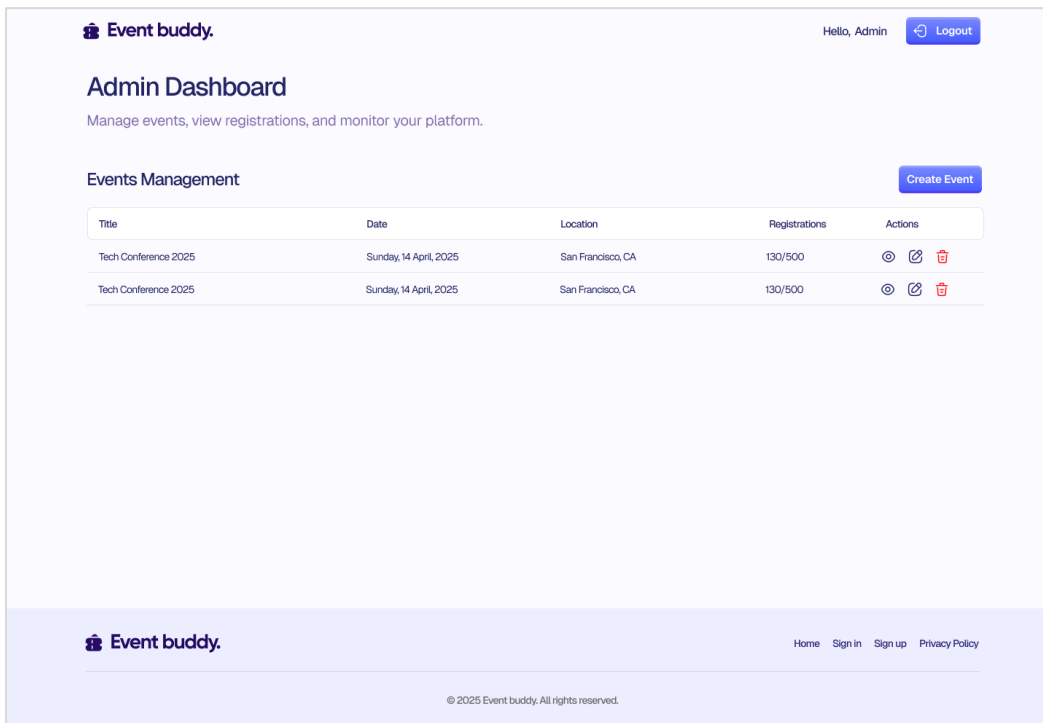 Event buddy.
Hello, Admin
Logout
Admin Dashboard
Manage events, view registrations, and monitor your platform.
Events Management
Create Event
Title Date Location Registrations Actions
Tech Conference 2025 Sunday, 14 April, 2025 San Francisco, CA 130/500
Tech Conference 2025 Sunday, 14 April, 2025 San Francisco, CA 130/500
Event buddy.
Home Sign in Sign up Privacy Policy
© 2025 Event buddy. All rights reserved.